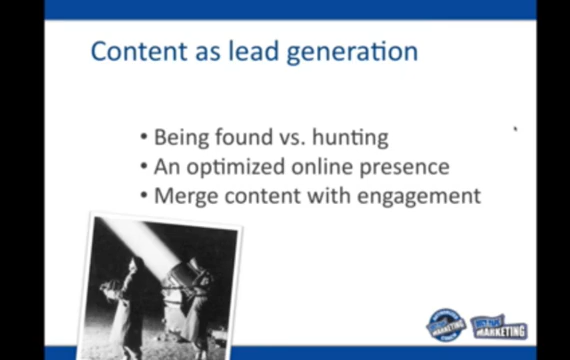 Content as lead generation
• Being found vs. hunting
• An optimized online presence
• Merge content with engagement
MARKETING
MARKETING